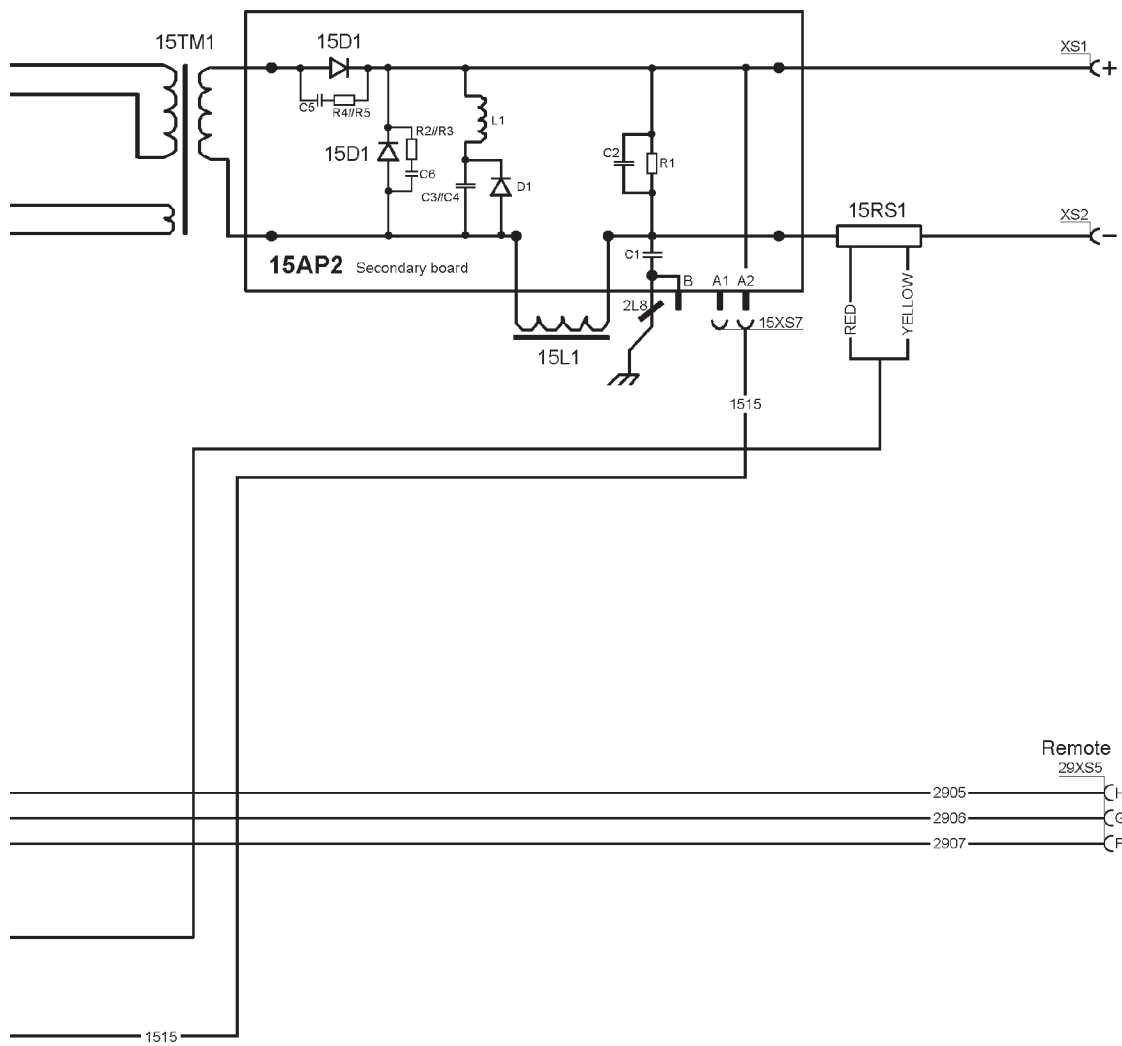 15TM1
15D1
XS1
+
C5
R4//R5
L1
R2//R3
15D1
C6
C3//C4
D1
C2
R1
15RS1
XS2
−
15AP2 Secondary board
C1
B
A1
A2
2L8
15XS7
RED
YELLOW
15L1
1515
Remote
29XS5
2905
H
2906
G
2907
F
1515